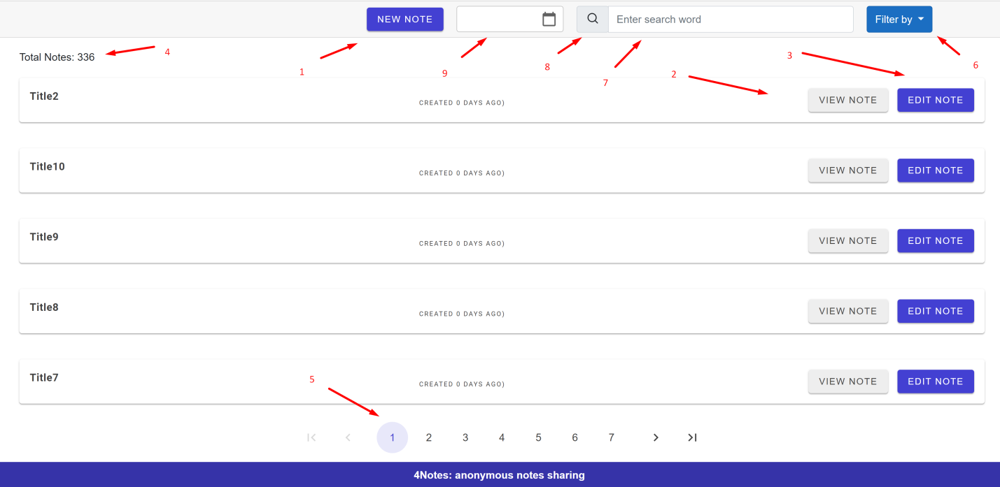 NEW NOTE
Enter search word
Filter by
Total Notes: 336
4
1
9
8
7
2
3
6
Title2
CREATED 0 DAYS AGO)
VIEW NOTE
EDIT NOTE
Title10
CREATED 0 DAYS AGO)
VIEW NOTE
EDIT NOTE
Title9
CREATED 0 DAYS AGO)
VIEW NOTE
EDIT NOTE
Title8
CREATED 0 DAYS AGO)
VIEW NOTE
EDIT NOTE
Title7
CREATED 0 DAYS AGO)
VIEW NOTE
EDIT NOTE
5
1 2 3 4 5 6 7
4Notes: anonymous notes sharing